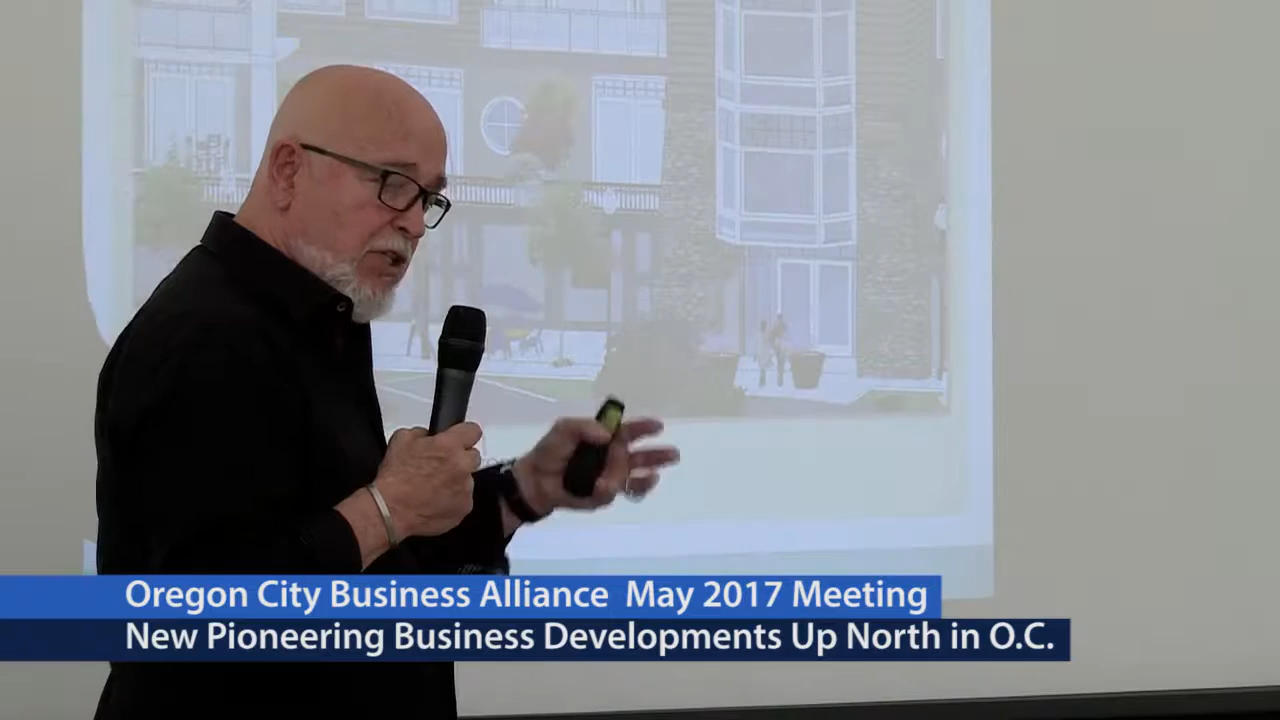 Oregon City Business Alliance  May 2017 Meeting
New Pioneering Business Developments Up North in O.C.